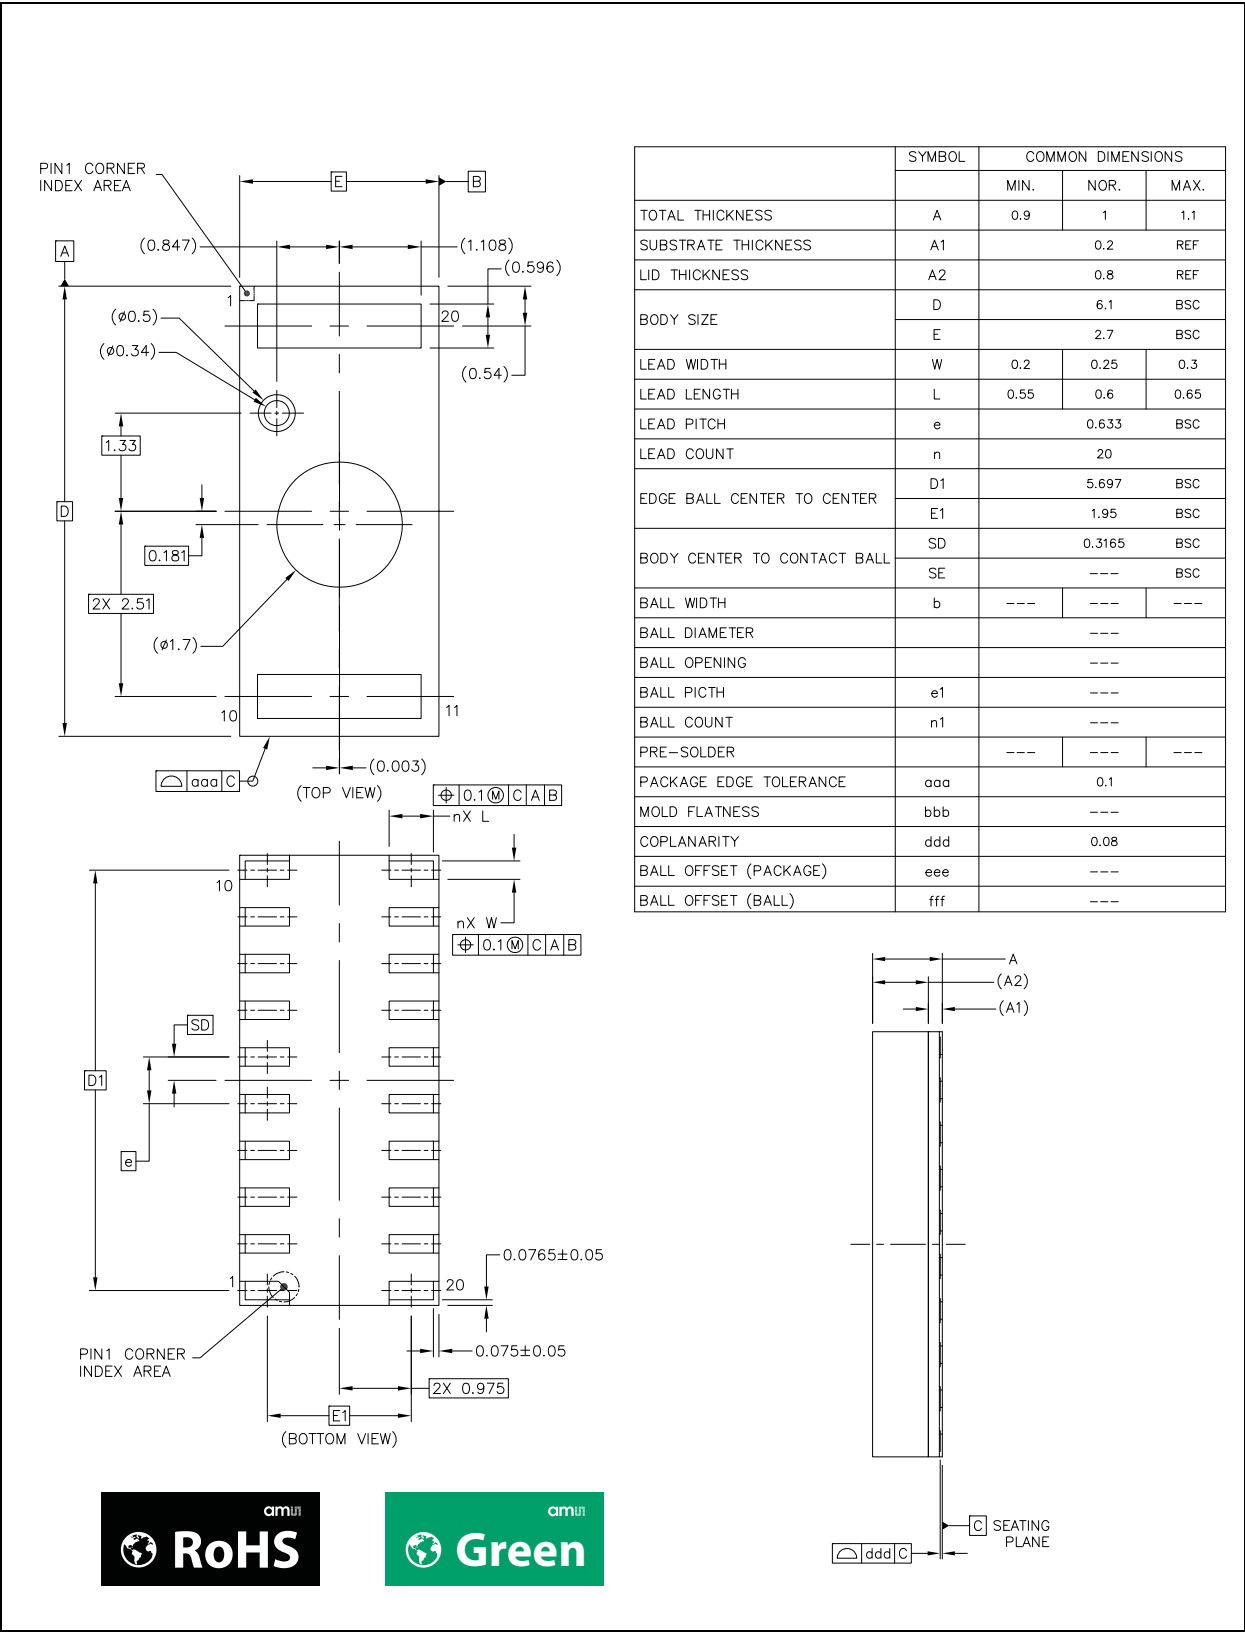 PIN1 CORNER
INDEX AREA
E
B
(0.847)
(1.108)
(0.596)
A
1
20
(ø0.5)
(ø0.34)
(0.54)
1.33
D
0.181
2X 2.51
(ø1.7)
10
11
aaa C
(0.003)
(TOP VIEW)
SYMBOL COMMON DIMENSIONS
MIN. NOR. MAX.
TOTAL THICKNESS A 0.9 1 1.1
SUBSTRATE THICKNESS A1 0.2 REF
LID THICKNESS A2 0.8 REF
BODY SIZE D 6.1 BSC
E 2.7 BSC
LEAD WIDTH W 0.2 0.25 0.3
LEAD LENGTH L 0.55 0.6 0.65
LEAD PITCH e 0.633 BSC
LEAD COUNT n 20
EDGE BALL CENTER TO CENTER D1 5.697 BSC
E1 1.95 BSC
BODY CENTER TO CONTACT BALL SD 0.3165 BSC
SE --- BSC
BALL WIDTH b --- --- ---
BALL DIAMETER ---
BALL OPENING ---
BALL PICTH e1 ---
BALL COUNT n1 ---
PRE-SOLDER --- --- ---
PACKAGE EDGE TOLERANCE aaa 0.1
MOLD FLATNESS bbb ---
COPLANARITY ddd 0.08
BALL OFFSET (PACKAGE) eee ---
BALL OFFSET (BALL) fff ---
⌖ 0.1 Ⓜ C A B
nX L
10
nX W
⌖ 0.1 Ⓜ C A B
SD
D1
e
1
20
0.0765±0.05
PIN1 CORNER
INDEX AREA
0.075±0.05
2X 0.975
E1
(BOTTOM VIEW)
A
(A2)
(A1)
C SEATING
PLANE
ddd C
amu
RoHS
amu
Green